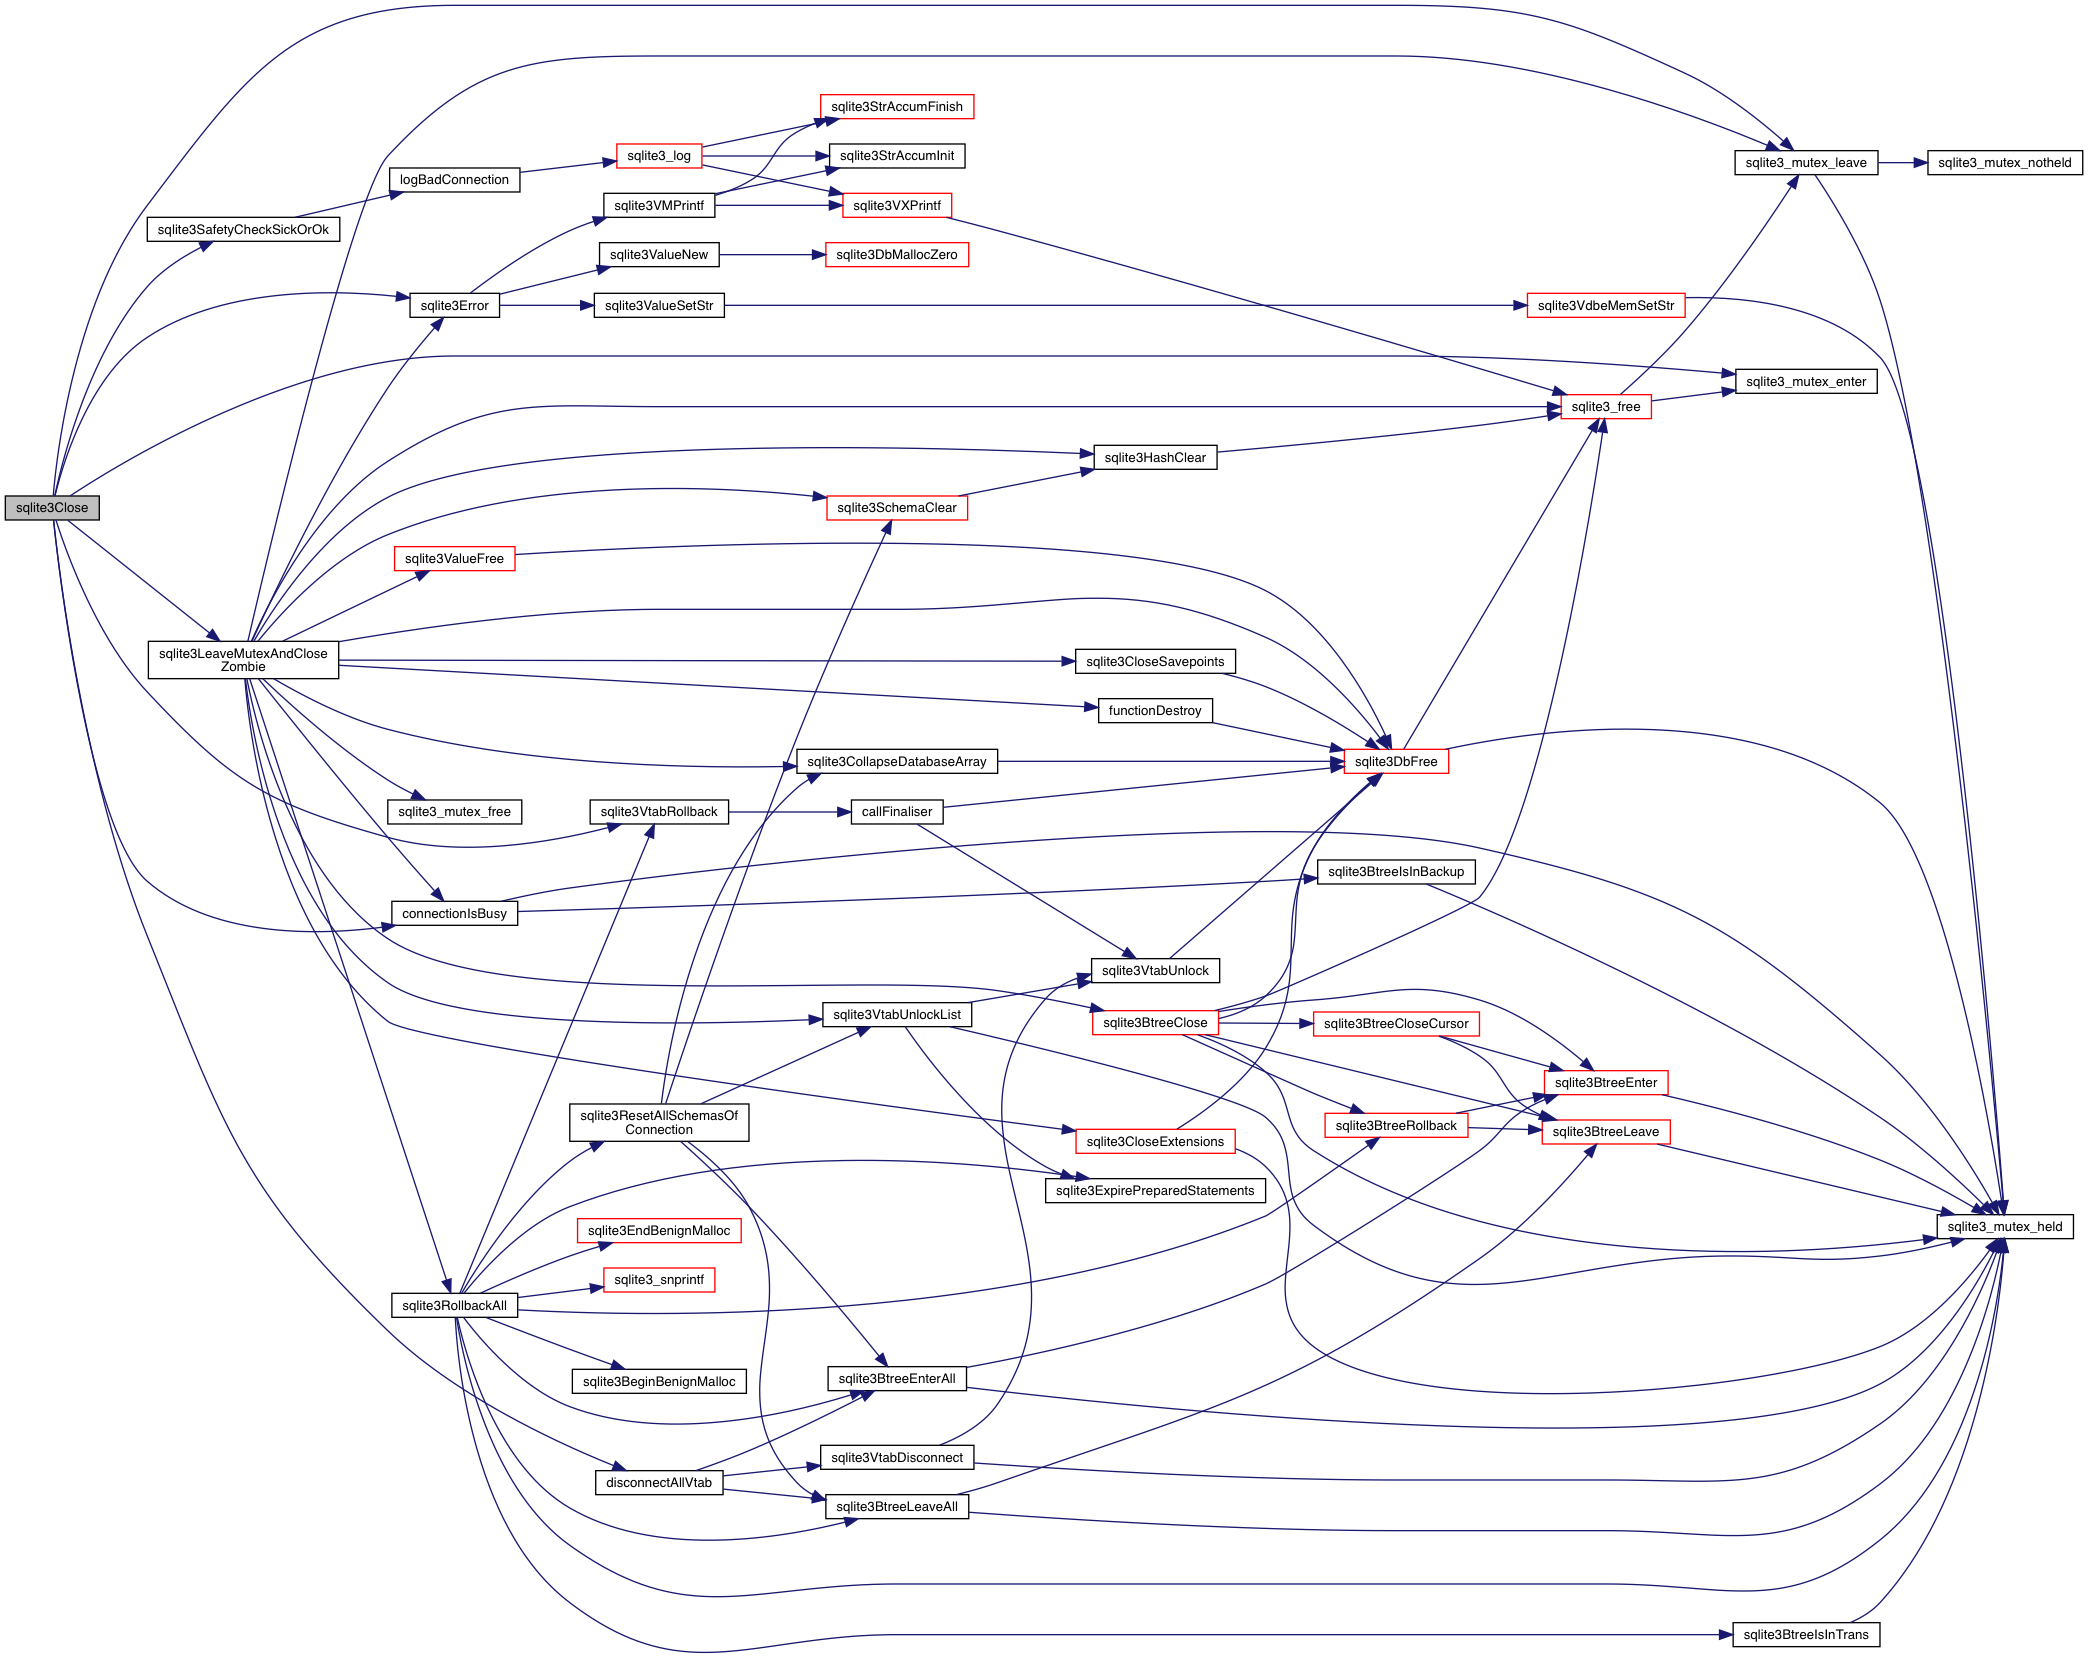 sqlite3Close
sqlite3SafetyCheckSickOrOk
sqlite3LeaveMutexAndClose
Zombie
logBadConnection
sqlite3Error
sqlite3ValueFree
sqlite3_mutex_free
connectionIsBusy
sqlite3RollbackAll
sqlite3_log
sqlite3VMPrintf
sqlite3ValueNew
sqlite3ValueSetStr
sqlite3VtabRollback
sqlite3ResetAllSchemasOf
Connection
sqlite3EndBenignMalloc
sqlite3_snprintf
sqlite3BeginBenignMalloc
disconnectAllVtab
sqlite3StrAccumFinish
sqlite3StrAccumInit
sqlite3VXPrintf
sqlite3DbMallocZero
sqlite3SchemaClear
sqlite3CollapseDatabaseArray
callFinaliser
sqlite3VtabUnlockList
sqlite3BtreeEnterAll
sqlite3VtabDisconnect
sqlite3BtreeLeaveAll
sqlite3HashClear
sqlite3CloseSavepoints
functionDestroy
sqlite3VtabUnlock
sqlite3BtreeClose
sqlite3CloseExtensions
sqlite3ExpirePreparedStatements
sqlite3DbFree
sqlite3BtreeIsInBackup
sqlite3BtreeCloseCursor
sqlite3BtreeRollback
sqlite3VdbeMemSetStr
sqlite3_free
sqlite3BtreeEnter
sqlite3BtreeLeave
sqlite3_mutex_leave
sqlite3_mutex_enter
sqlite3BtreeIsInTrans
sqlite3_mutex_notheld
sqlite3_mutex_held